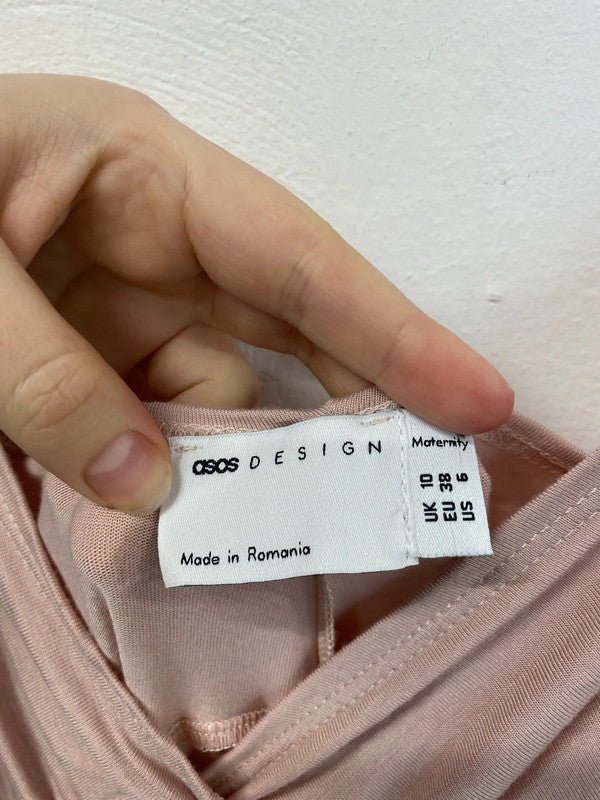 asos DESIGN
Made in Romania
Maternity
UK 10
EU 38
US 6